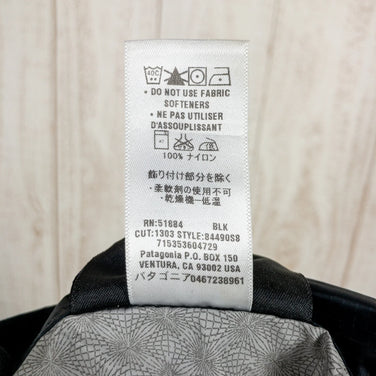 40C
• DO NOT USE FABRIC
SOFTENERS
• NE PAS UTILISER
D'ASSOUPLISSANT
100% ナイロン
飾り付け部分を除く
・柔軟剤の使用不可
・乾燥機一低温
RN:51884 BLK
CUT:1303 STYLE:84490S8
715353604729
Patagonia P.O. BOX 150
VENTURA, CA 93002 USA
パタゴニア0467238961